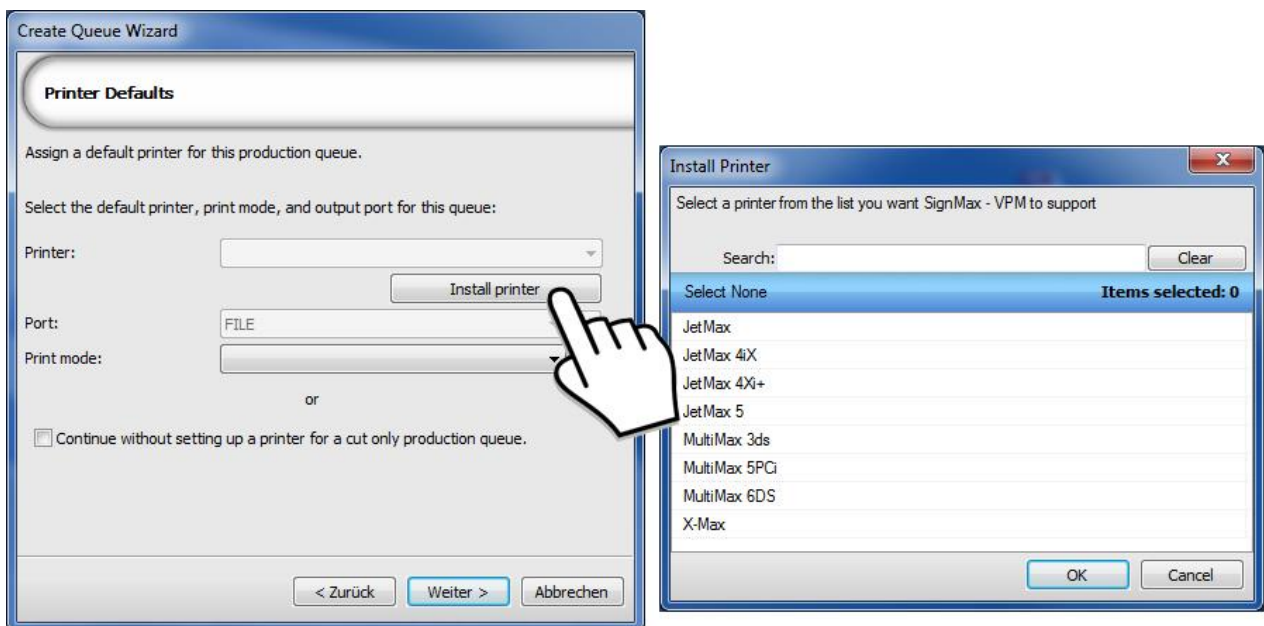 Create Queue Wizard
Printer Defaults
Assign a default printer for this production queue.
Select the default printer, print mode, and output port for this queue:
Printer:
Install printer
Port:
FILE
Print mode:
or
Continue without setting up a printer for a cut only production queue.
< Zurück
Weiter >
Abbrechen
Install Printer
Select a printer from the list you want SignMax - VPM to support
Search:
Clear
Select None
Items selected: 0
JetMax
JetMax 4iX
JetMax 4Xi+
JetMax 5
MultiMax 3ds
MultiMax 5PCi
MultiMax 6DS
X-Max
OK
Cancel